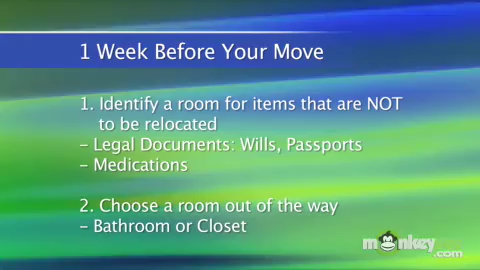 1 Week Before Your Move
1. Identify a room for items that are NOT
to be relocated
- Legal Documents: Wills, Passports
- Medications
2. Choose a room out of the way
- Bathroom or Closet
monkey.com